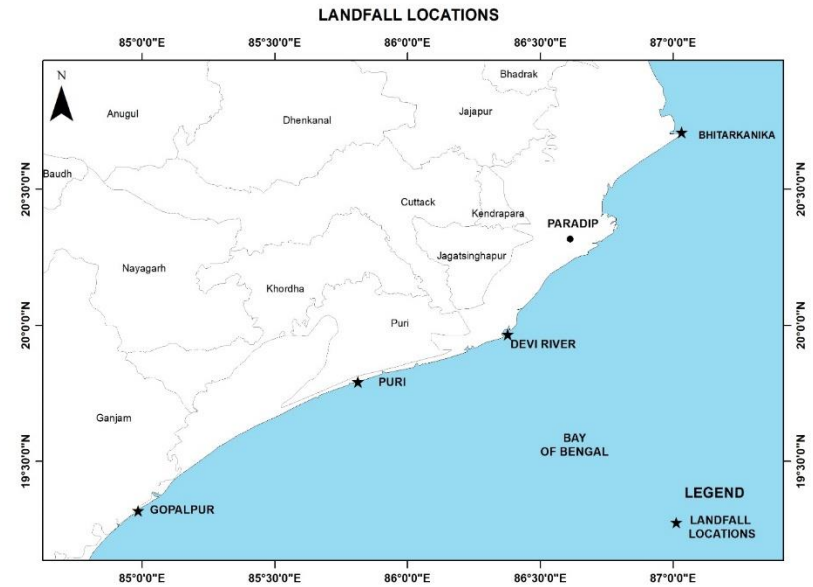 LANDFALL LOCATIONS
85°0'0"E 85°30'0"E 86°0'0"E 86°30'0"E 87°0'0"E
N
Bhadrak
Anugul
Dhenkanal
Jajapur
BHITARKANIKA
Baudh
20°30'0"N
20°30'0"N
Cuttack
Kendrapara
PARADIP
Jagatsinghapur
Nayagarh
Khordha
Puri
20°0'0"N
20°0'0"N
DEVI RIVER
PURI
Ganjam
BAY
OF BENGAL
19°30'0"N
19°30'0"N
LEGEND
GOPALPUR
LANDFALL
LOCATIONS
85°0'0"E 85°30'0"E 86°0'0"E 86°30'0"E 87°0'0"E